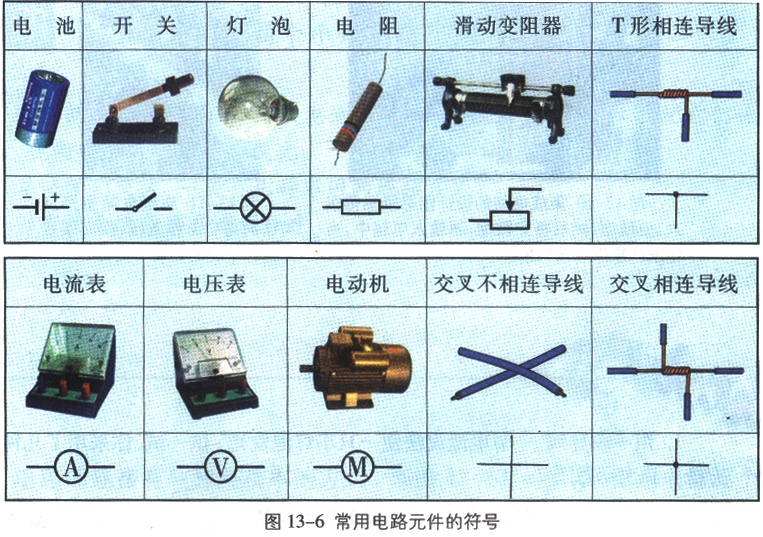 电 池 开 关 灯 泡 电 阻 滑动变阻器 T形相连导线
− +
电流表 电压表 电动机 交叉不相连导线 交叉相连导线
A V M
图 13–6 常用电路元件的符号